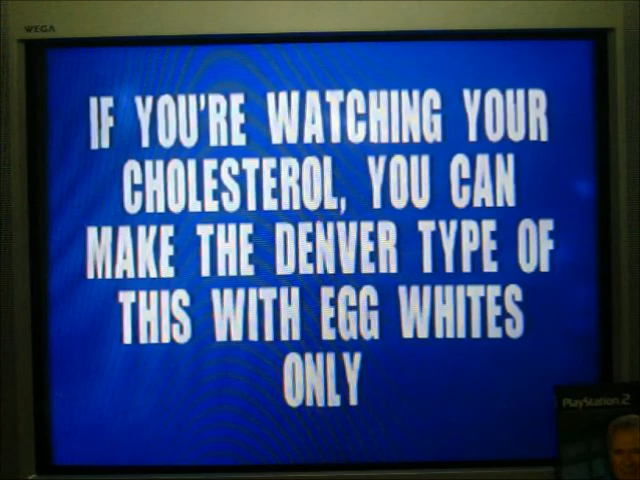 WEGA
IF YOU'RE WATCHING YOUR
CHOLESTEROL, YOU CAN
MAKE THE DENVER TYPE OF
THIS WITH EGG WHITES
ONLY
PlayStation 2